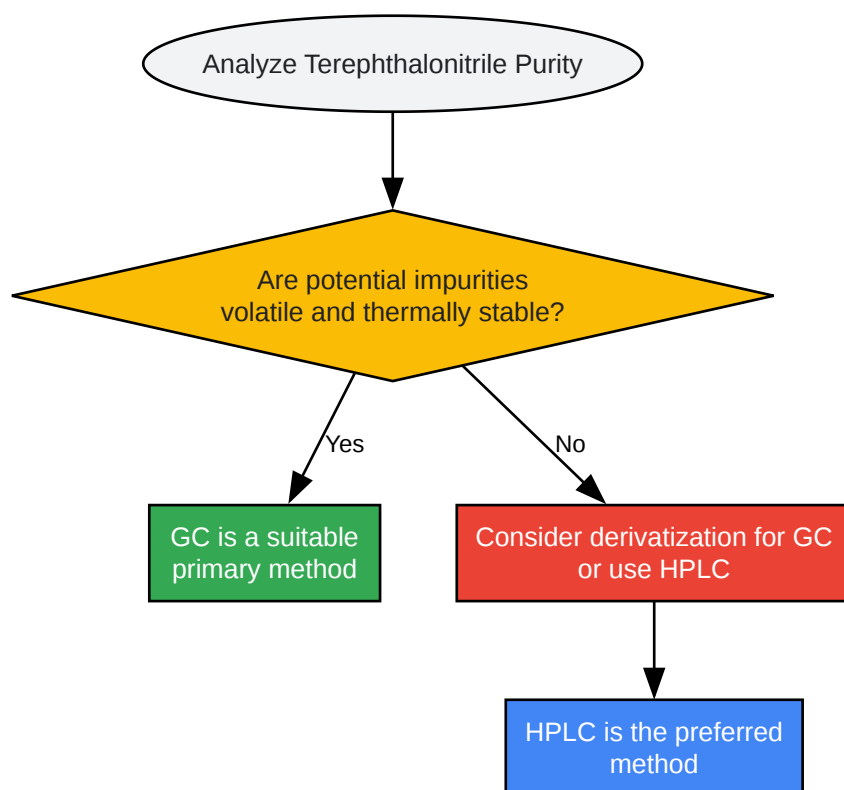 Analyze Terephthalonitrile Purity
Are potential impurities
volatile and thermally stable?
Yes
No
GC is a suitable
primary method
Consider derivatization for GC
or use HPLC
HPLC is the preferred
method